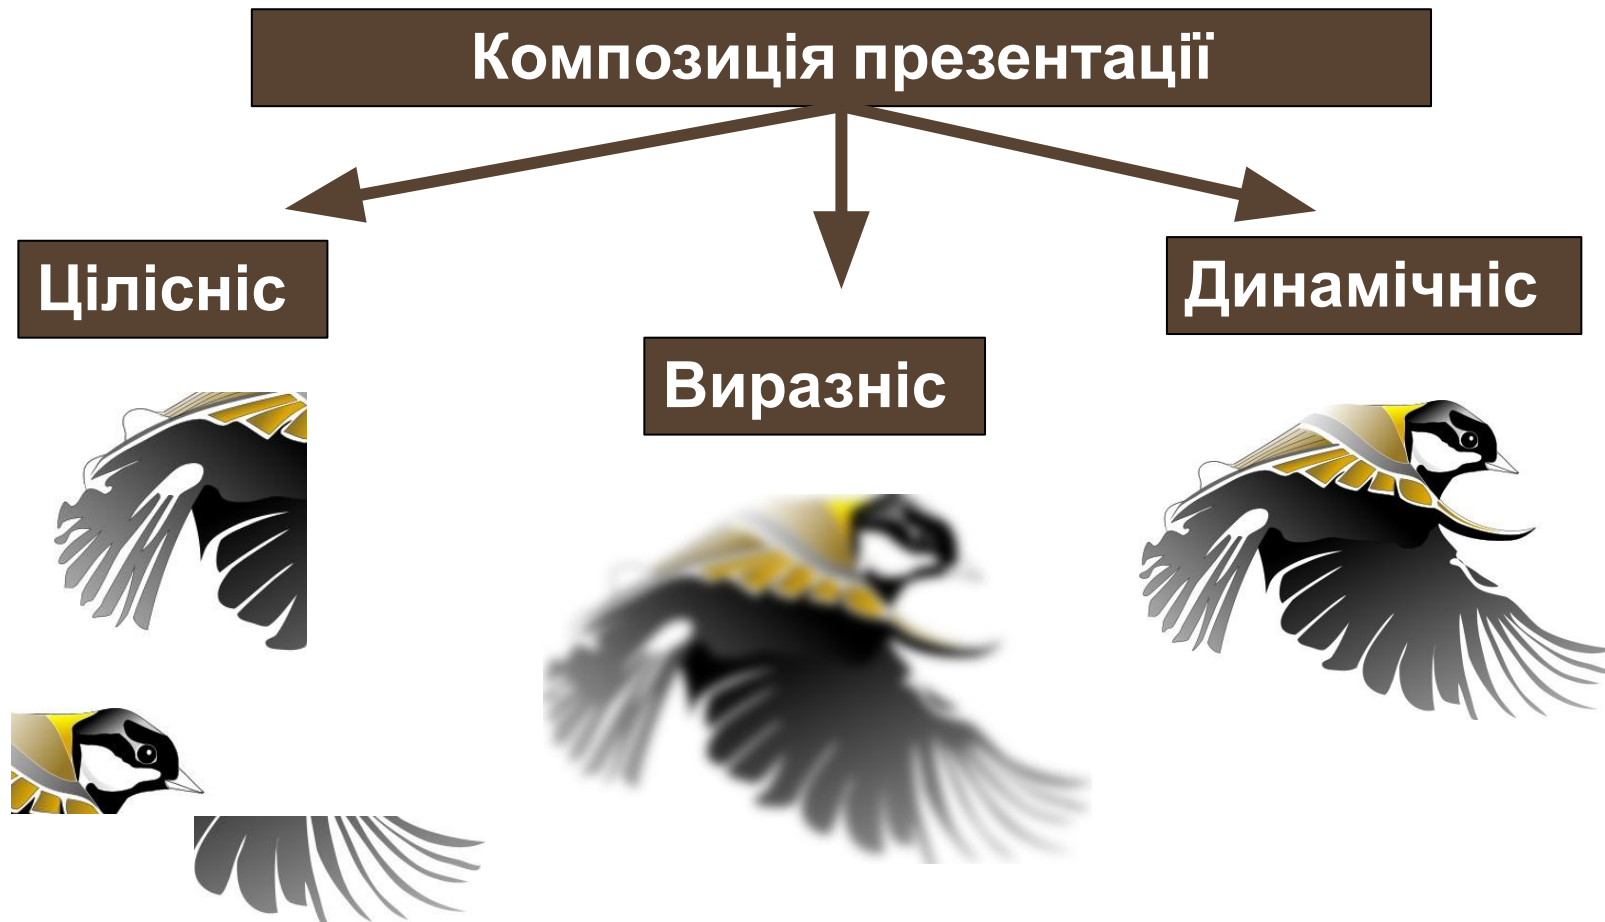 Композиція презентації
Цілісніс
Виразніс
Динамічніс